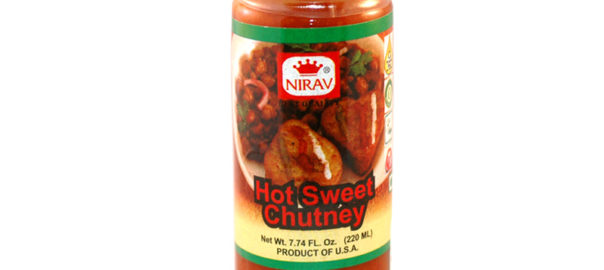 NIRAV
®
Hot Sweet
Chutney
Net Wt. 7.74 FL. Oz. (220 ML)
PRODUCT OF U.S.A.